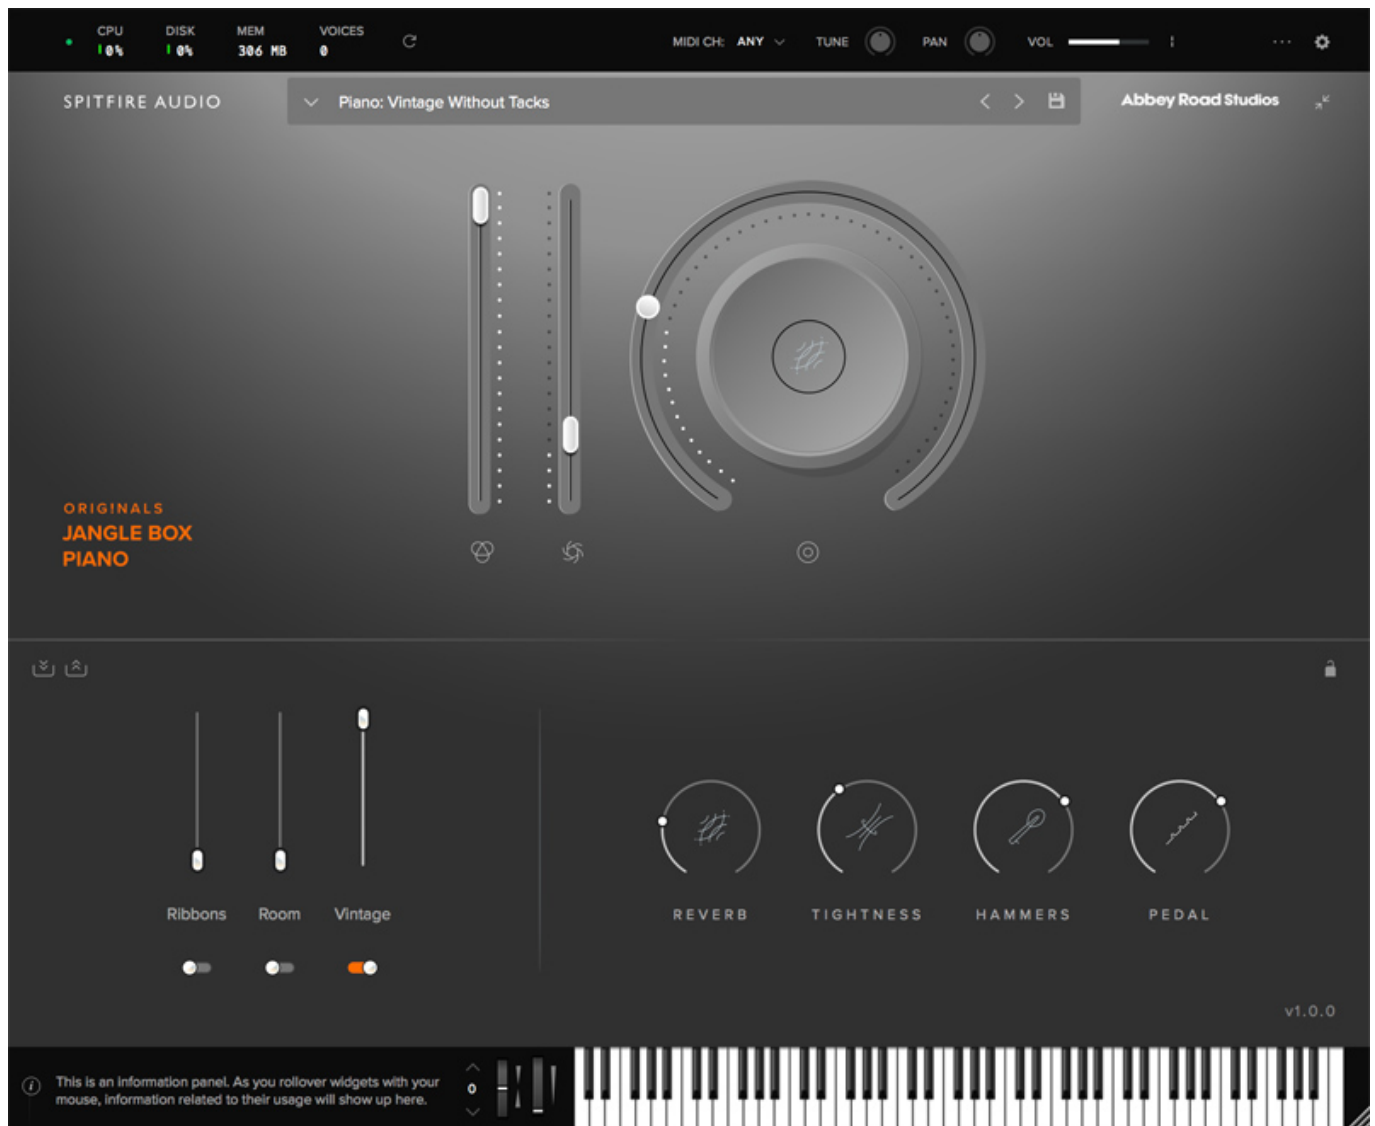 CPU DISK MEM VOICES
0% 0% 306 MB 0
MIDI CH: ANY TUNE PAN VOL
SPITFIRE AUDIO
Piano: Vintage Without Tacks
Abbey Road Studios
ORIGINALS
JANGLE BOX
PIANO
Ribbons Room Vintage
REVERB TIGHTNESS HAMMERS PEDAL
v1.0.0
This is an information panel. As you rollover widgets with your
mouse, information related to their usage will show up here.
0